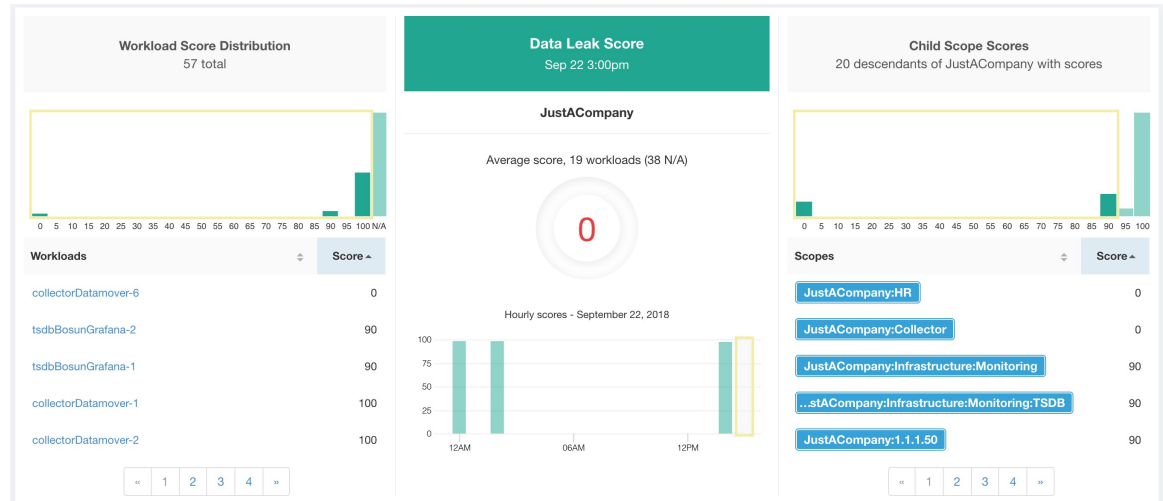 Workload Score Distribution
57 total
0 5 10 15 20 25 30 35 40 45 50 55 60 65 70 75 80 85 90 95 100 N/A
Workloads Score
collectorDatamover-6 0
tsdbBosunGrafana-2 90
tsdbBosunGrafana-1 90
collectorDatamover-1 100
collectorDatamover-2 100
« 1 2 3 4 »
Data Leak Score
Sep 22 3:00pm
JustACompany
Average score, 19 workloads (38 N/A)
0
Hourly scores - September 22, 2018
100
75
50
25
0
12AM 06AM 12PM
Child Scope Scores
20 descendants of JustACompany with scores
0 5 10 15 20 25 30 35 40 45 50 55 60 65 70 75 80 85 90 95 100
Scopes Score
JustACompany:HR 0
JustACompany:Collector 0
JustACompany:Infrastructure:Monitoring 90
...stACompany:Infrastructure:Monitoring:TSDB 90
JustACompany:1.1.1.50 90
« 1 2 3 4 »